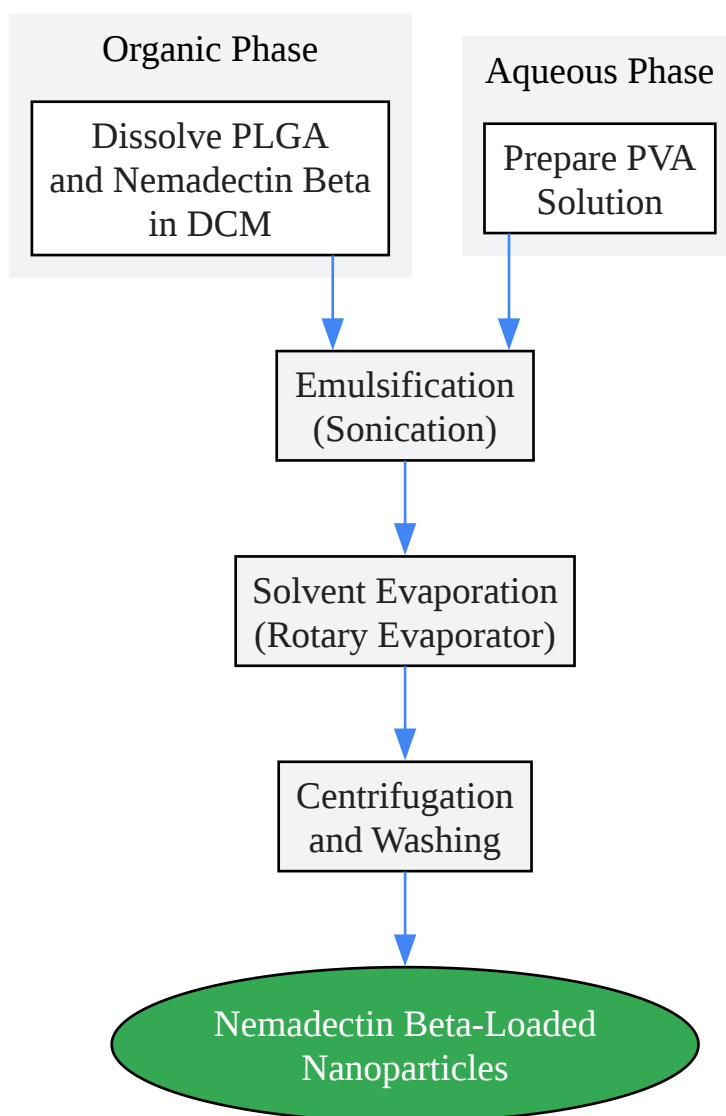 Organic Phase
Dissolve PLGA
and Nemadectin Beta
in DCM
Aqueous Phase
Prepare PVA
Solution
Emulsification
(Sonication)
Solvent Evaporation
(Rotary Evaporator)
Centrifugation
and Washing
Nemadectin Beta-Loaded
Nanoparticles